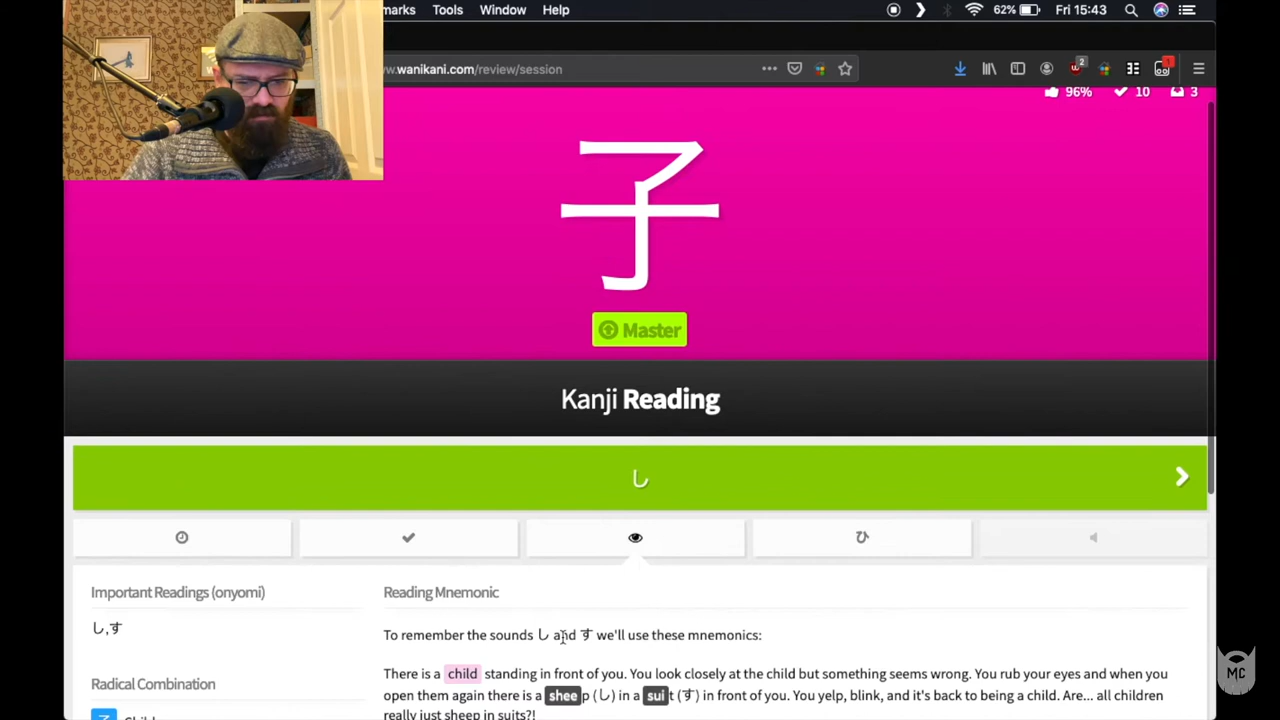 marks Tools Window Help 62% Fri 15:43
w.wanikani.com/review/session 2 1
96% 10 3
子
Master
Kanji Reading
し
ひ
Important Readings (onyomi)
し,す
Radical Combination
子 Child
Reading Mnemonic
To remember the sounds し and す we'll use these mnemonics:
There is a child standing in front of you. You look closely at the child but something seems wrong. You rub your eyes and when you
open them again there is a sheep (し) in a suit (す) in front of you. You yelp, blink, and it's back to being a child. Are... all children
really just sheep in suits?!
MC